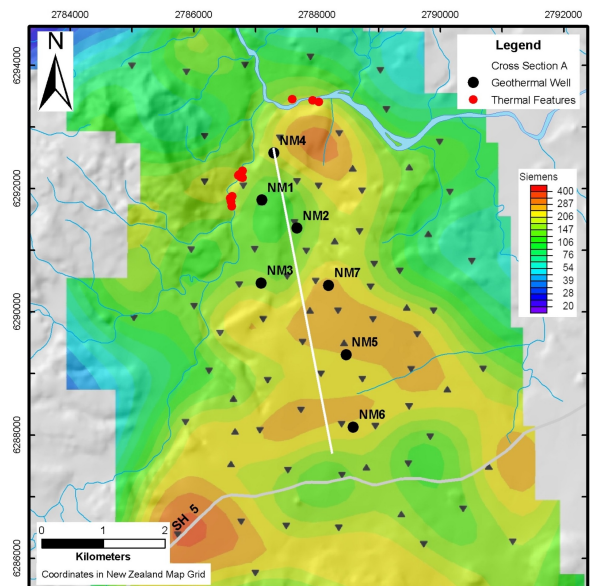 2784000 2786000 2788000 2790000 2792000
6294000
6292000
6290000
6288000
6286000
N
Legend
Cross Section A
Geothermal Well
Thermal Features
NM4
NM1
NM2
NM3
NM7
NM5
NM6
Siemens
400
287
206
147
106
76
54
39
28
20
SH 5
0 1 2
Kilometers
Coordinates in New Zealand Map Grid